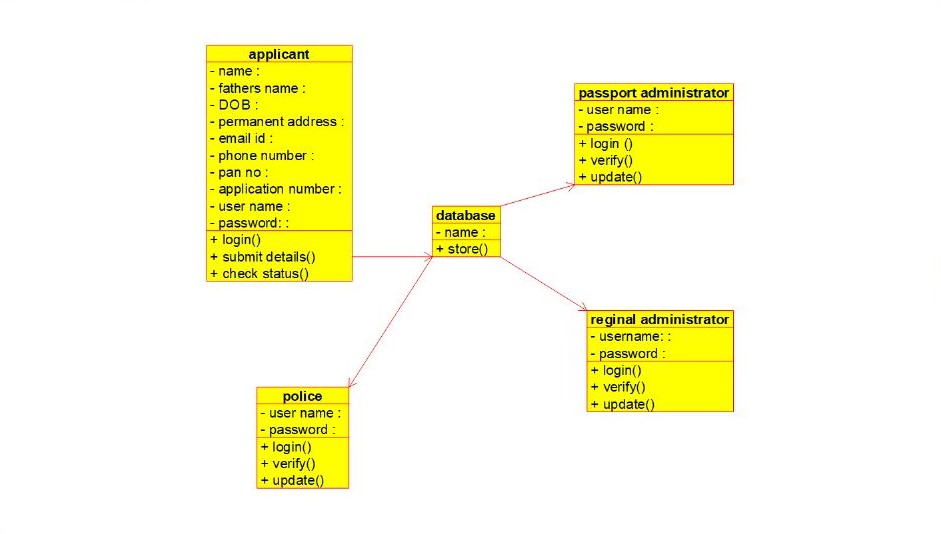 applicant
- name :
- fathers name :
- DOB :
- permanent address :
- email id :
- phone number :
- pan no :
- application number :
- user name :
- password: :
+ login()
+ submit details()
+ check status()
passport administrator
- user name :
- password :
+ login ()
+ verify()
+ update()
database
- name :
+ store()
reginal administrator
- username: :
- password :
+ login()
+ verify()
+ update()
police
- user name :
- password :
+ login()
+ verify()
+ update()